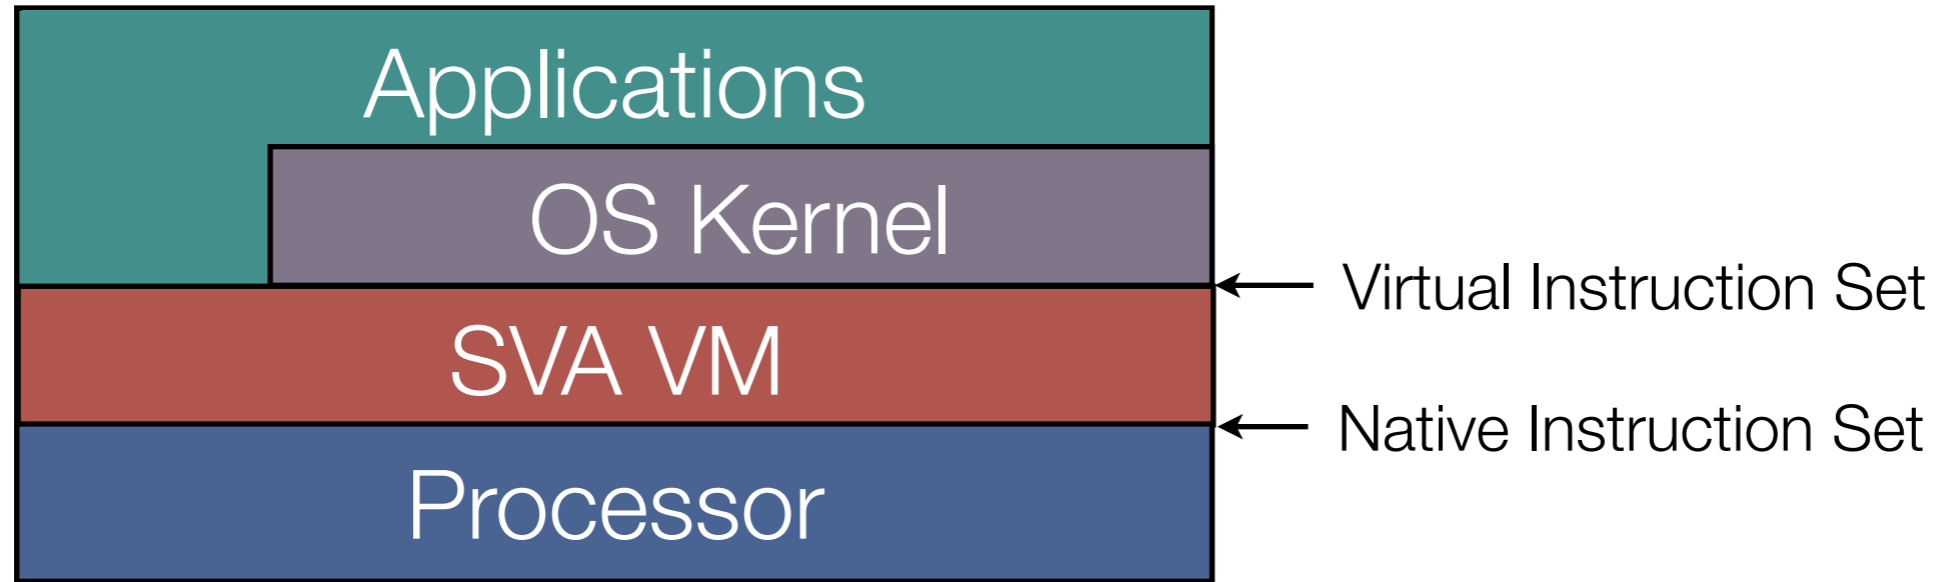 Applications
OS Kernel
Virtual Instruction Set
SVA VM
Native Instruction Set
Processor